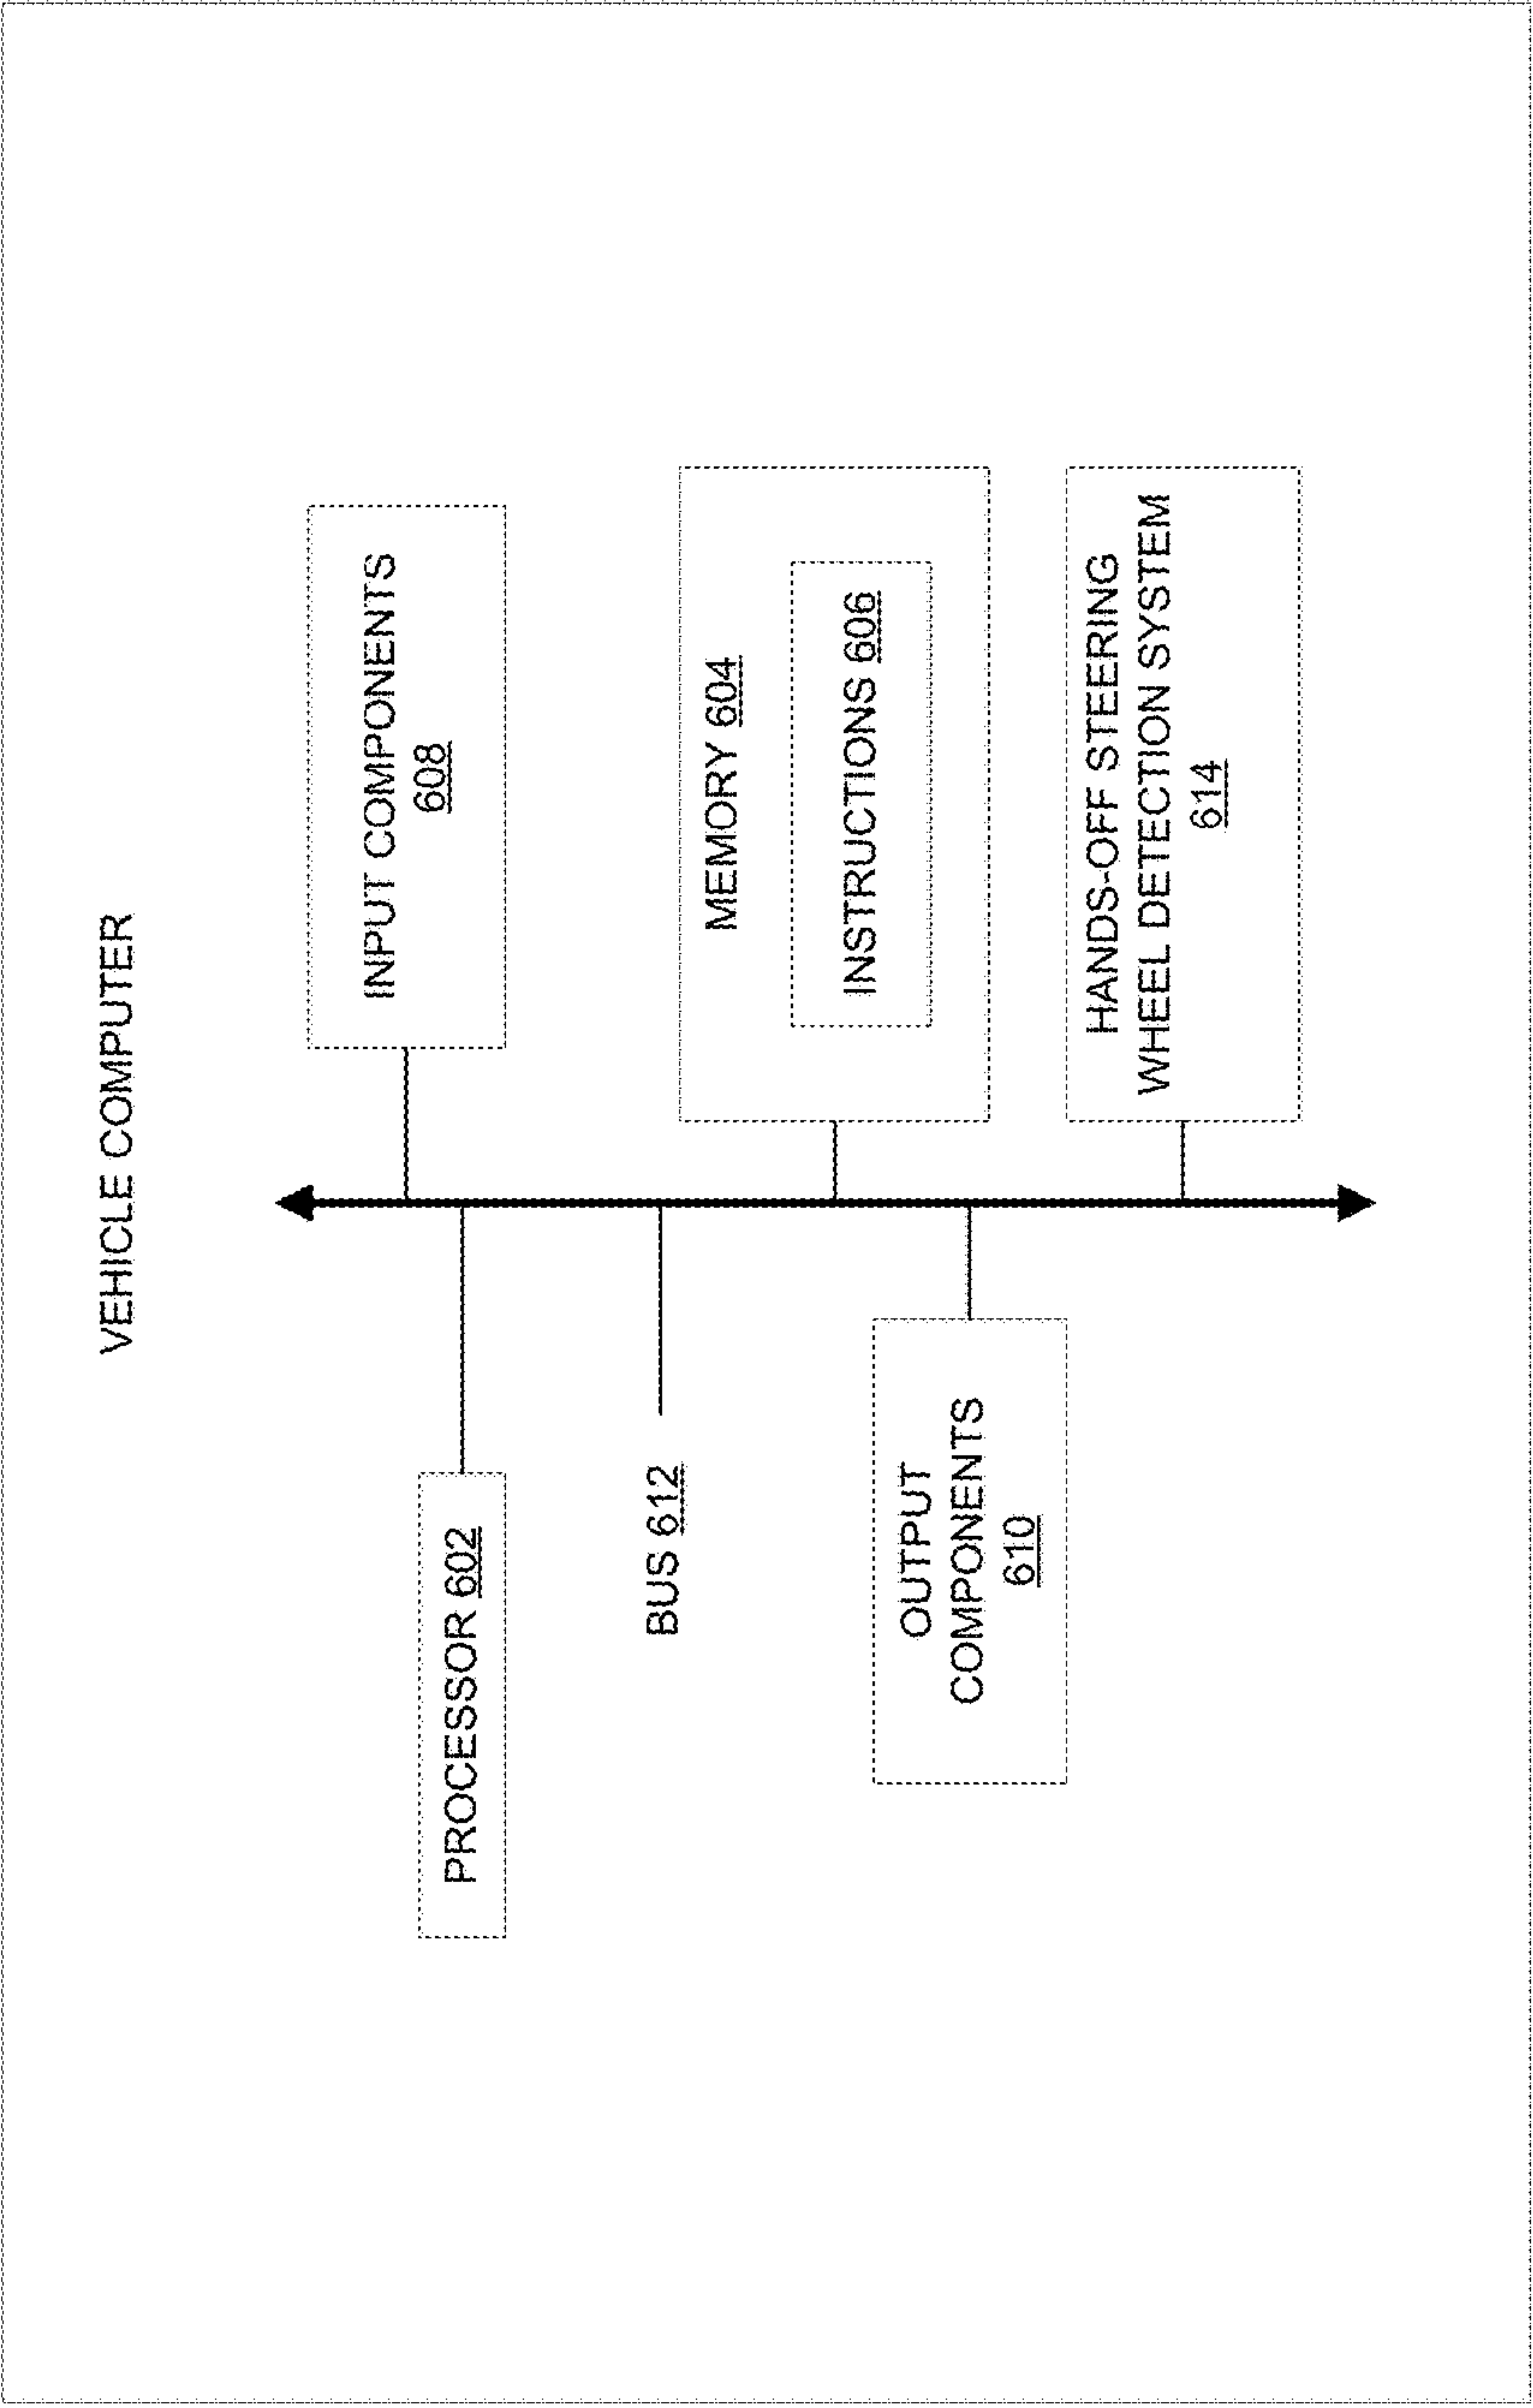 VEHICLE COMPUTER
PROCESSOR 602
INPUT COMPONENTS
608
BUS 612
MEMORY 604
INSTRUCTIONS 606
OUTPUT
COMPONENTS
610
HANDS-OFF STEERING
WHEEL DETECTION SYSTEM
614